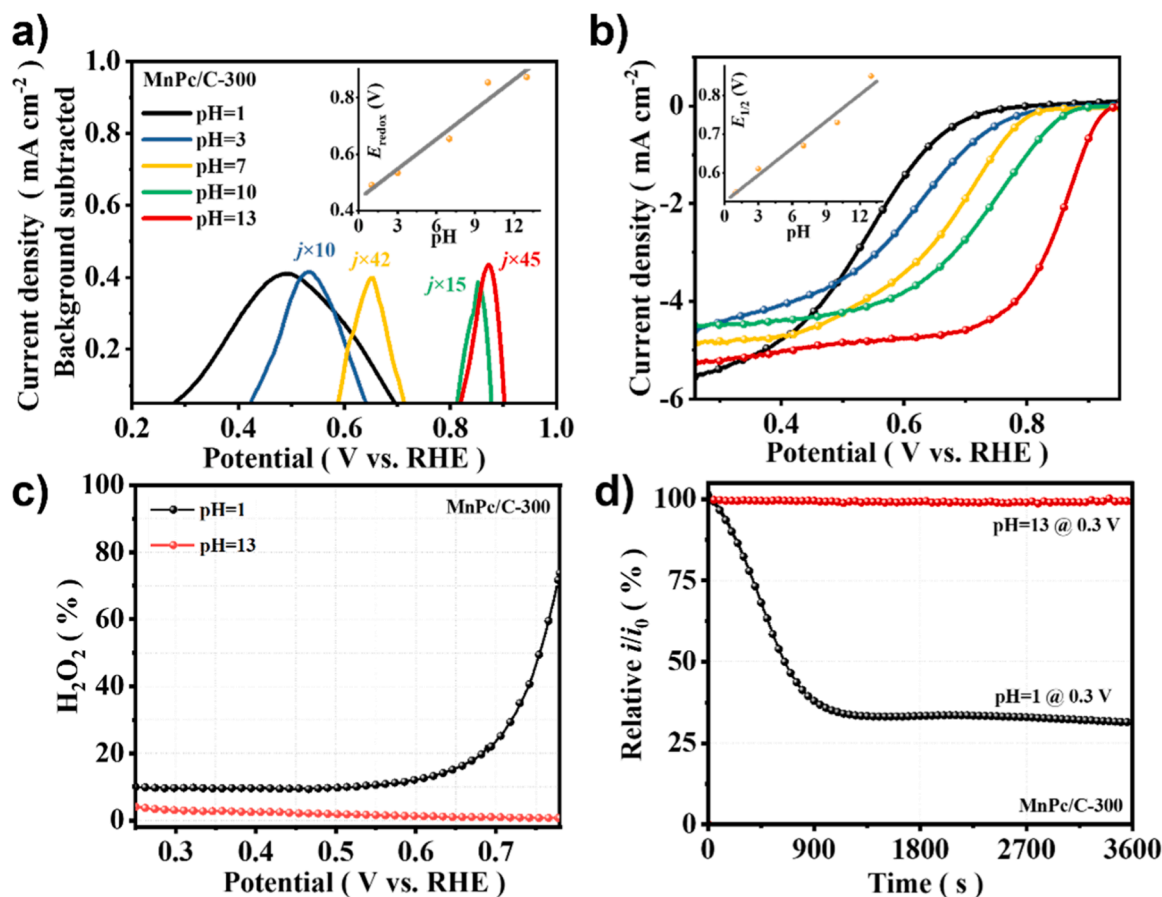 a)
MnPc/C-300
pH=1
pH=3
pH=7
pH=10
pH=13
Current density ( mA cm⁻²)
Background subtracted
1.0
0.8
0.6
0.4
0.2
0.2 0.4 0.6 0.8 1.0
Potential ( V vs. RHE )
j×10
j×42
j×15
j×45
E_redox (V)
0.8
0.6
0.4
0 3 6 9 12
pH
b)
Current density ( mA cm⁻²)
0
-2
-4
-6
0.4 0.6 0.8
Potential ( V vs. RHE )
E₁/₂ (V)
0.8
0.7
0.6
0 3 6 9 12
pH
c)
pH=1
pH=13
MnPc/C-300
H₂O₂ ( % )
100
80
60
40
20
0
0.3 0.4 0.5 0.6 0.7
Potential ( V vs. RHE )
d)
Relative i/i₀ ( % )
100
75
50
25
0
pH=13 @ 0.3 V
pH=1 @ 0.3 V
MnPc/C-300
0 900 1800 2700 3600
Time ( s )